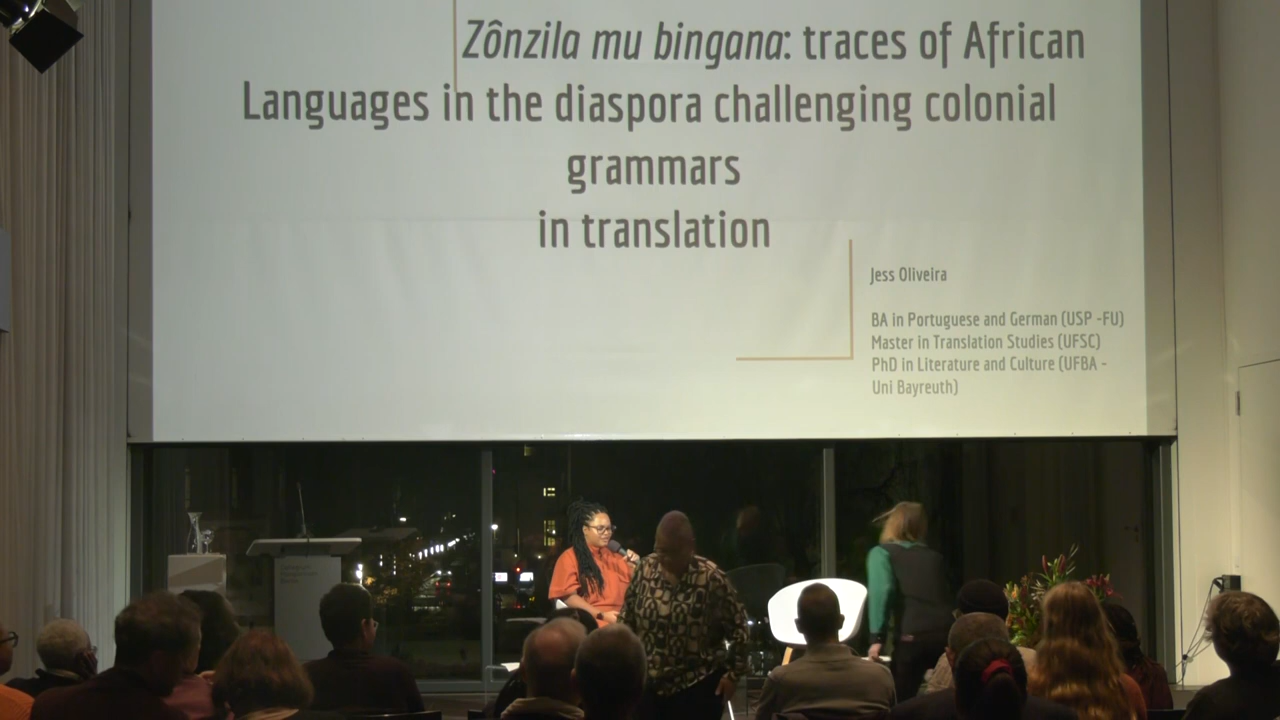 Zônzila mu bingana: traces of African
Languages in the diaspora challenging colonial
grammars
in translation
Jess Oliveira
BA in Portuguese and German (USP -FU)
Master in Translation Studies (UFSC)
PhD in Literature and Culture (UFBA -
Uni Bayreuth)